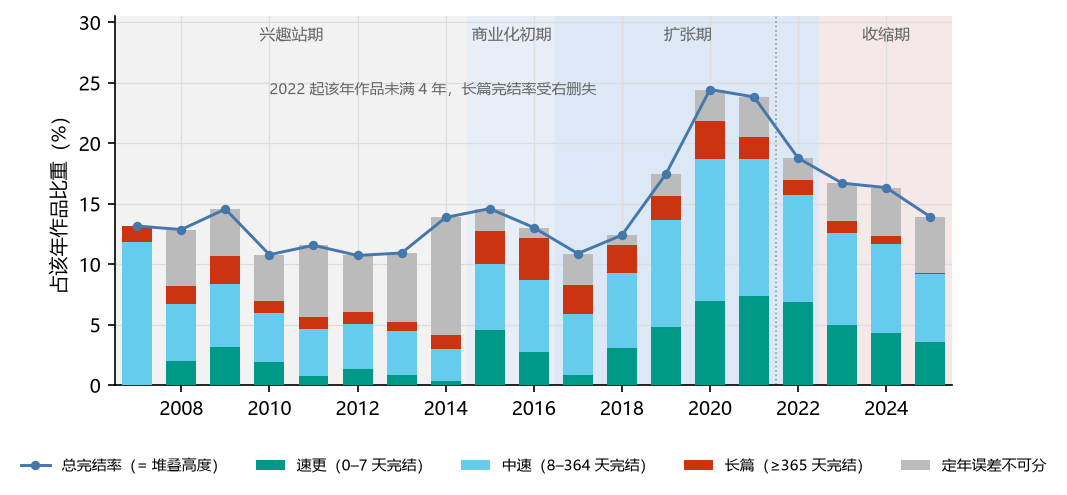 30
25
20
15
10
5
0
占该年作品比重（%）
兴趣站期
商业化初期
扩张期
收缩期
2022 起该年作品未满 4 年，长篇完结率受右删失
2008
2010
2012
2014
2016
2018
2020
2022
2024
总完结率（= 堆叠高度）
速更（0–7 天完结）
中速（8–364 天完结）
长篇（≥365 天完结）
定年误差不可分